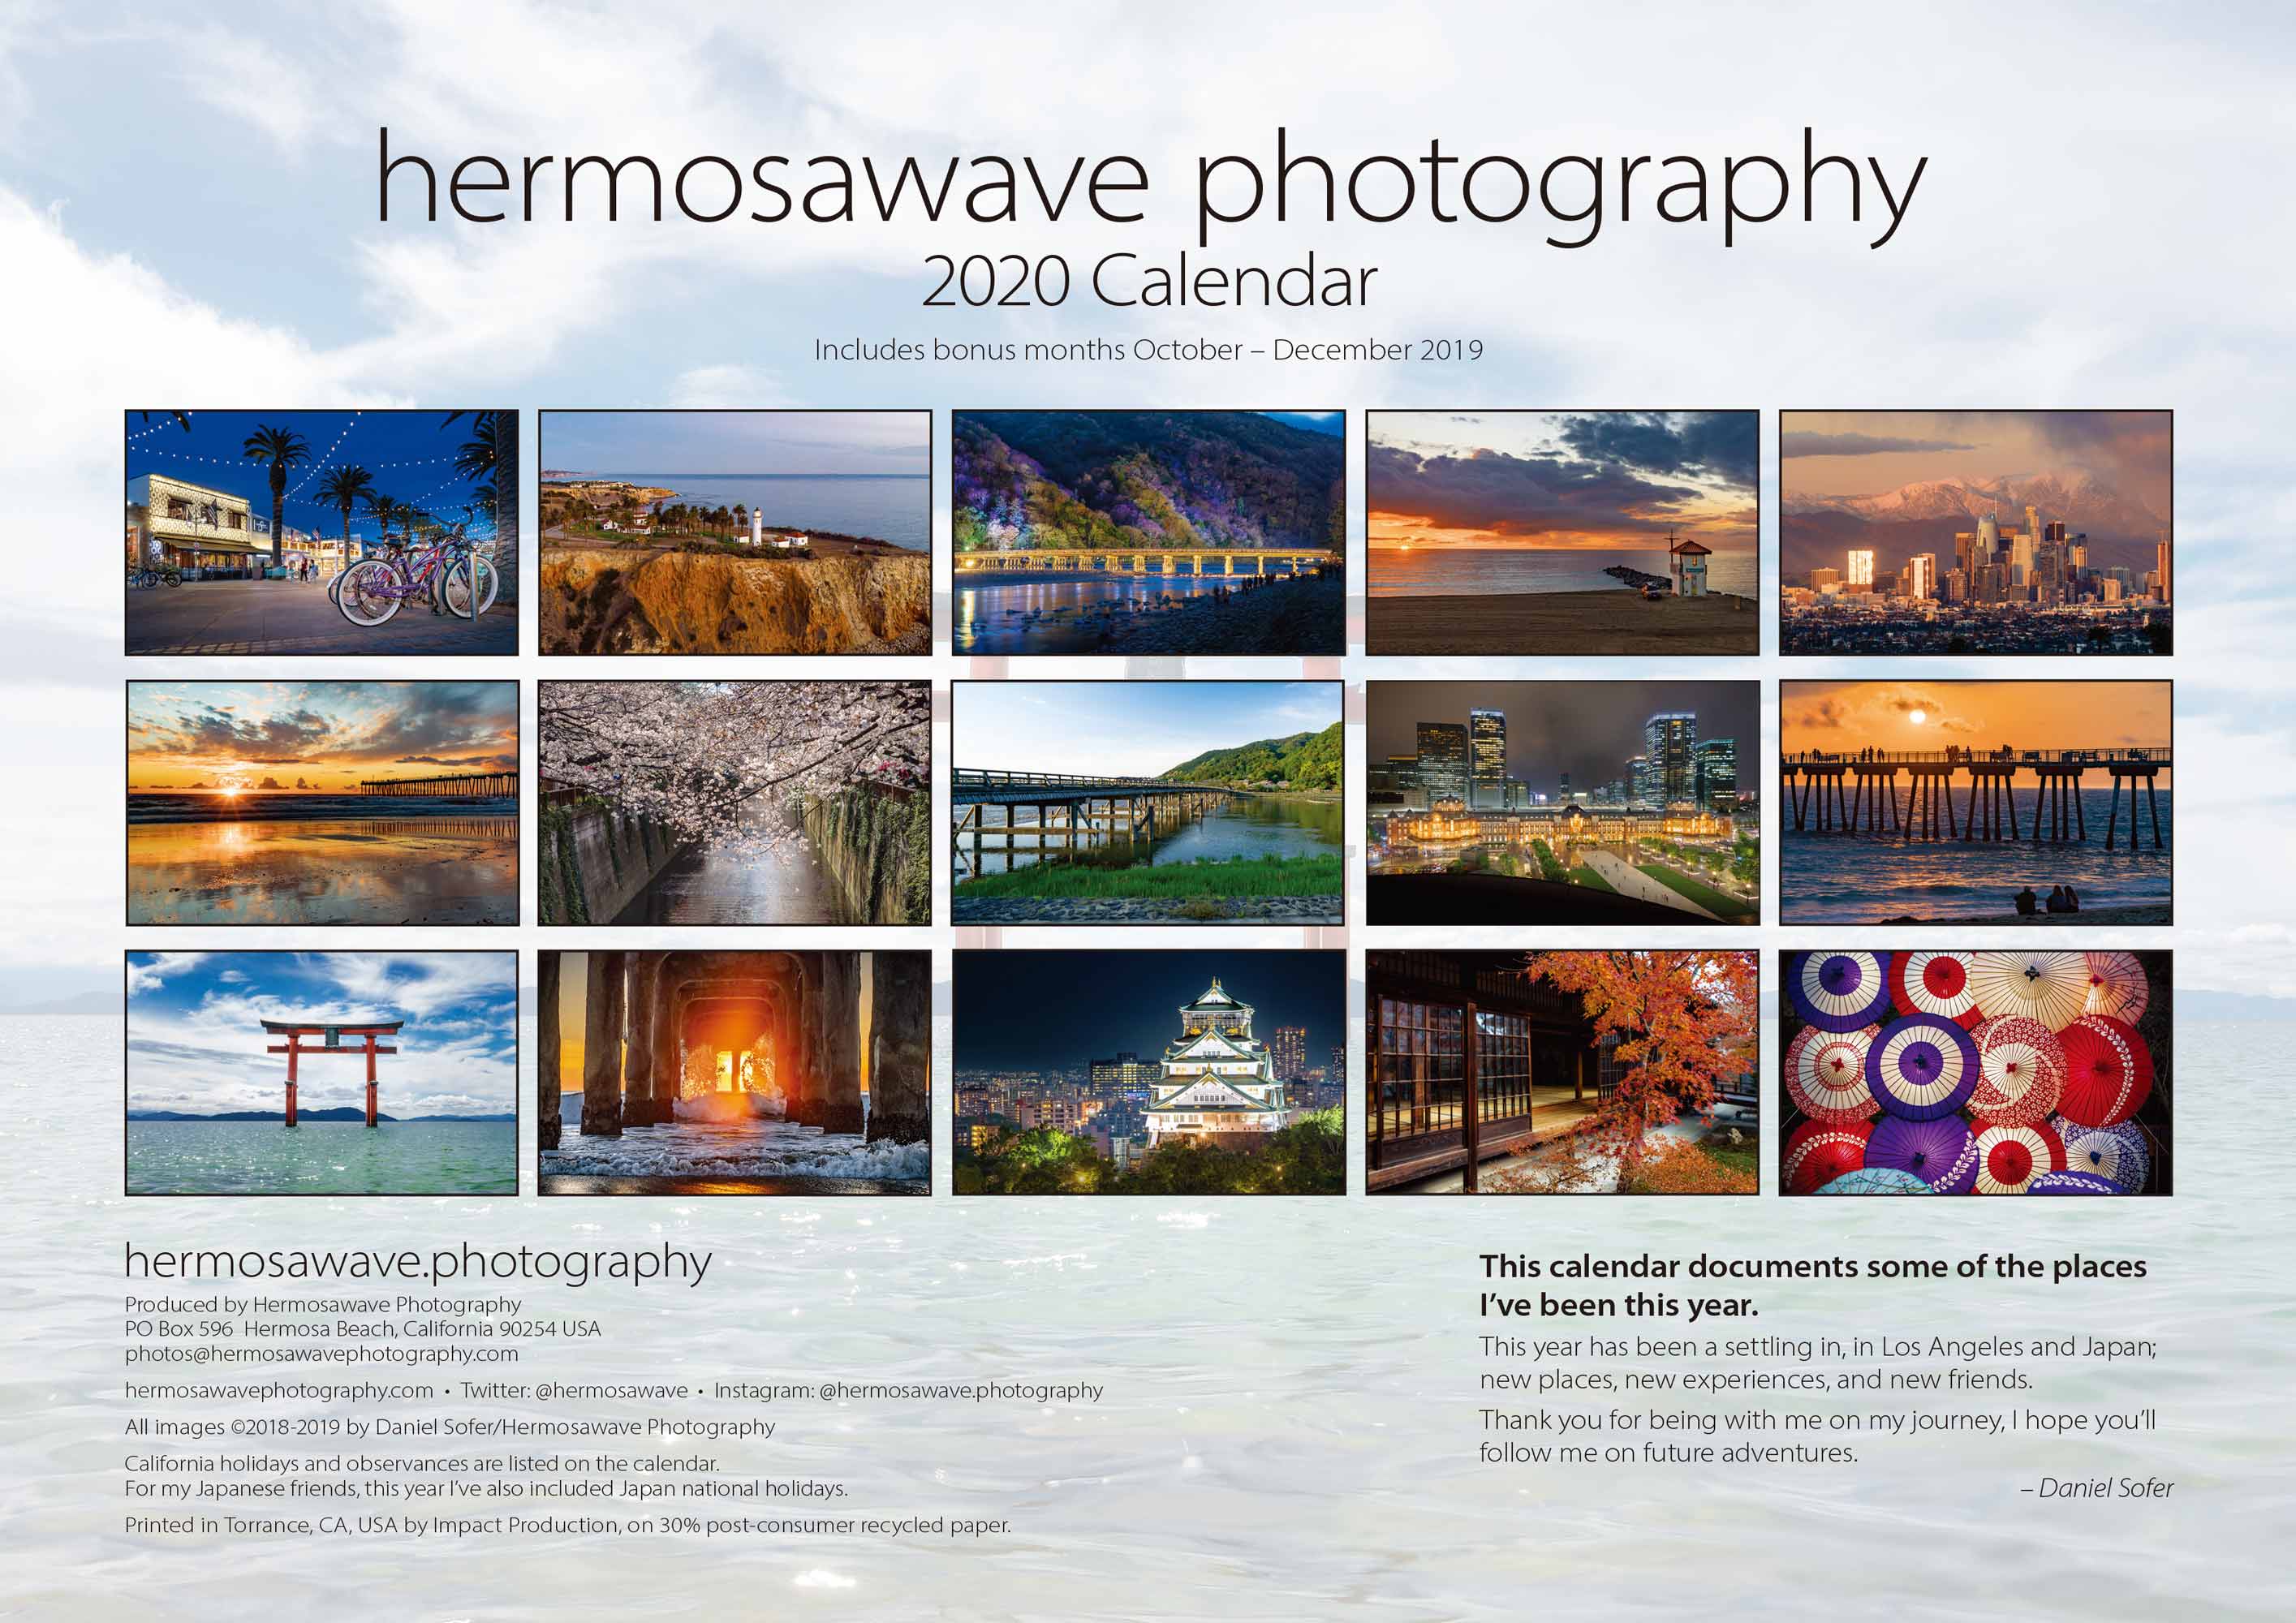 hermosawave photography
2020 Calendar
Includes bonus months October – December 2019
hermosawave.photography
Produced by Hermosawave Photography
PO Box 596  Hermosa Beach, California 90254 USA
photos@hermosawavephotography.com
hermosawavephotography.com • Twitter: @hermosawave • Instagram: @hermosawave.photography
All images ©2018-2019 by Daniel Sofer/Hermosawave Photography
California holidays and observances are listed on the calendar.
For my Japanese friends, this year I’ve also included Japan national holidays.
Printed in Torrance, CA, USA by Impact Production, on 30% post-consumer recycled paper.
This calendar documents some of the places
I’ve been this year.
This year has been a settling in, in Los Angeles and Japan;
new places, new experiences, and new friends.
Thank you for being with me on my journey, I hope you’ll
follow me on future adventures.
– Daniel Sofer